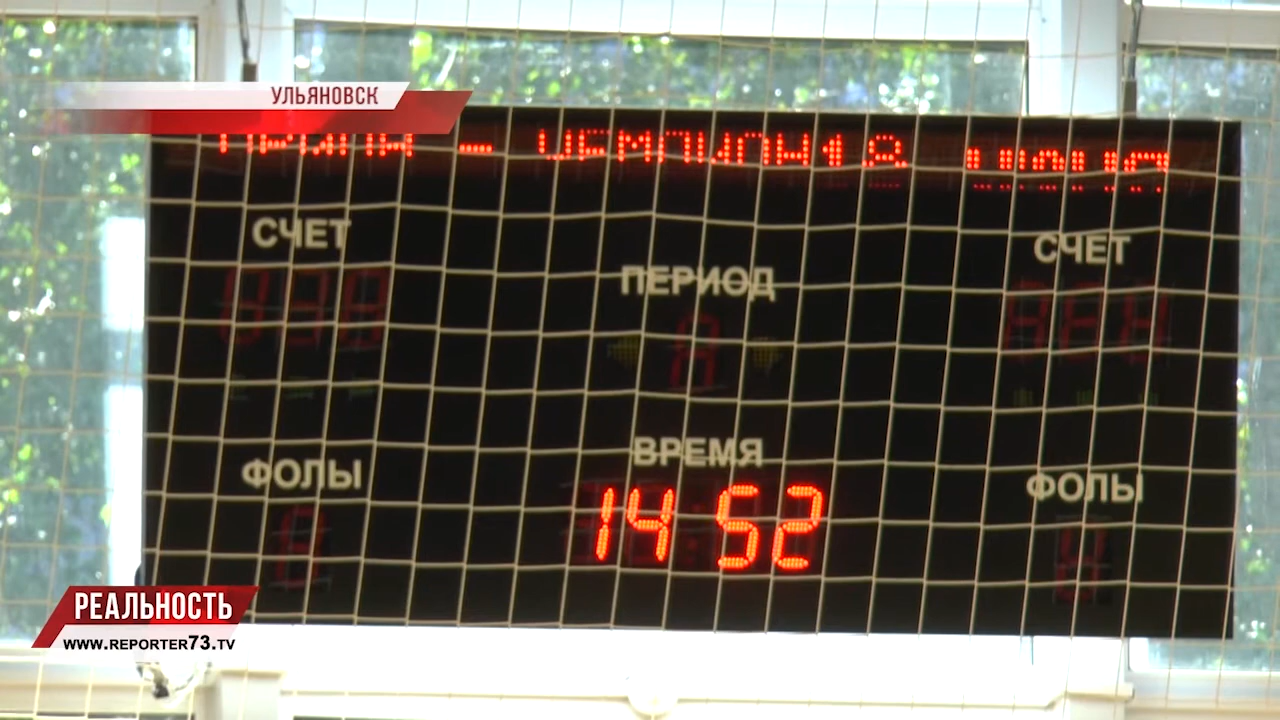 УЛЬЯНОВСК
СЧЕТ
СЧЕТ
ПЕРИОД
ВРЕМЯ
14 52
ФОЛЫ
ФОЛЫ
РЕАЛЬНОСТЬ
WWW.REPORTER73.TV